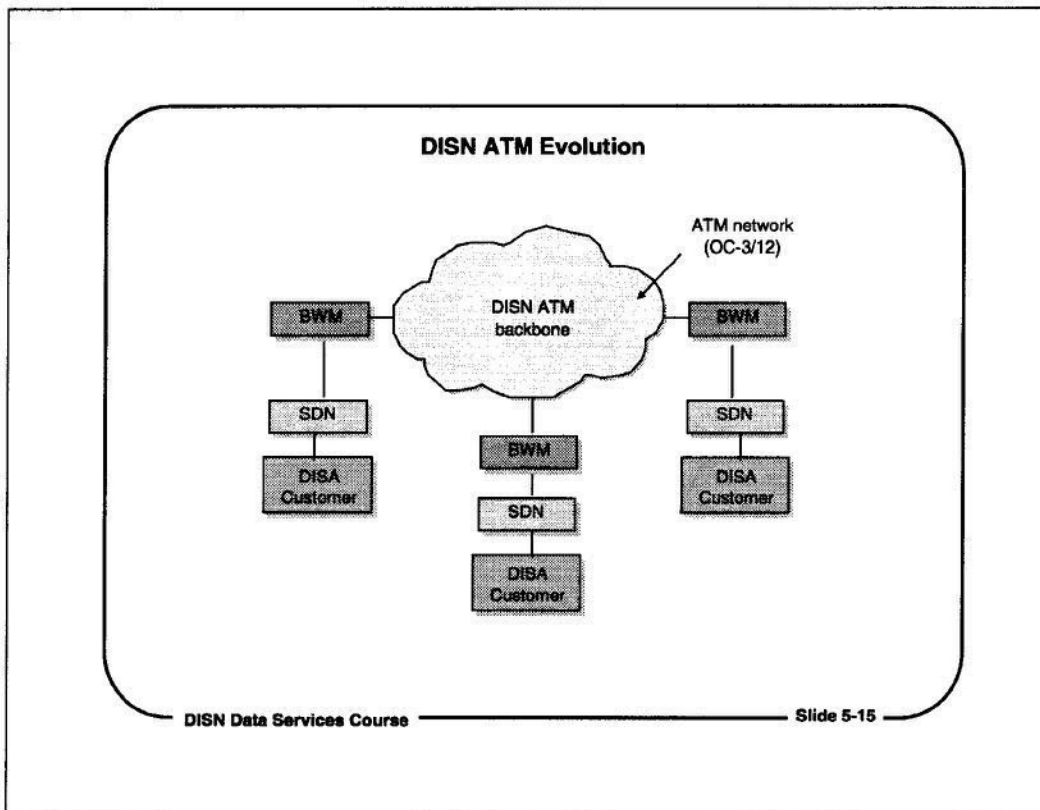 DISN ATM Evolution
ATM network
(OC-3/12)
DISN ATM
backbone
BWM
BWM
SDN
DISA
Customer
BWM
SDN
DISA
Customer
SDN
DISA
Customer
DISN Data Services Course
Slide 5-15